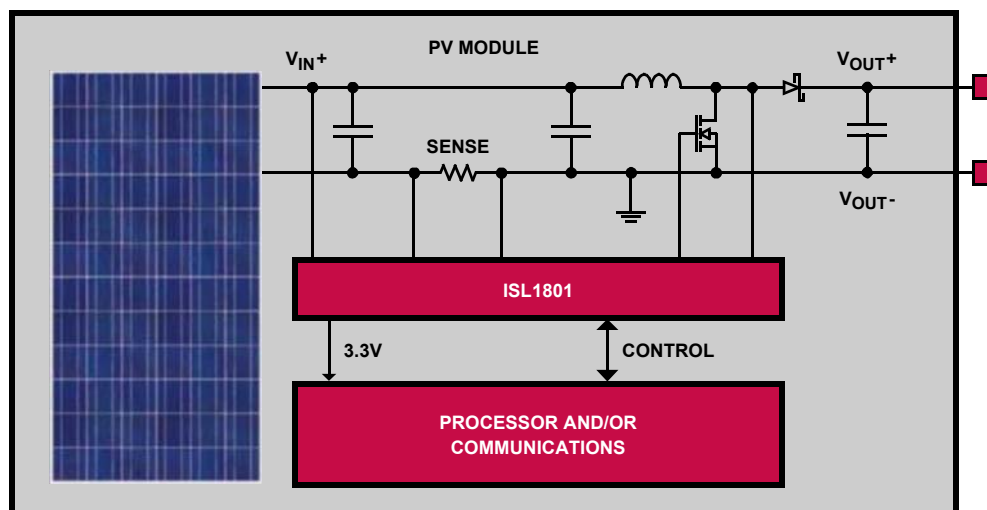 PV MODULE
VIN+
VOUT+
SENSE
VOUT-
ISL1801
3.3V
CONTROL
PROCESSOR AND/OR
COMMUNICATIONS